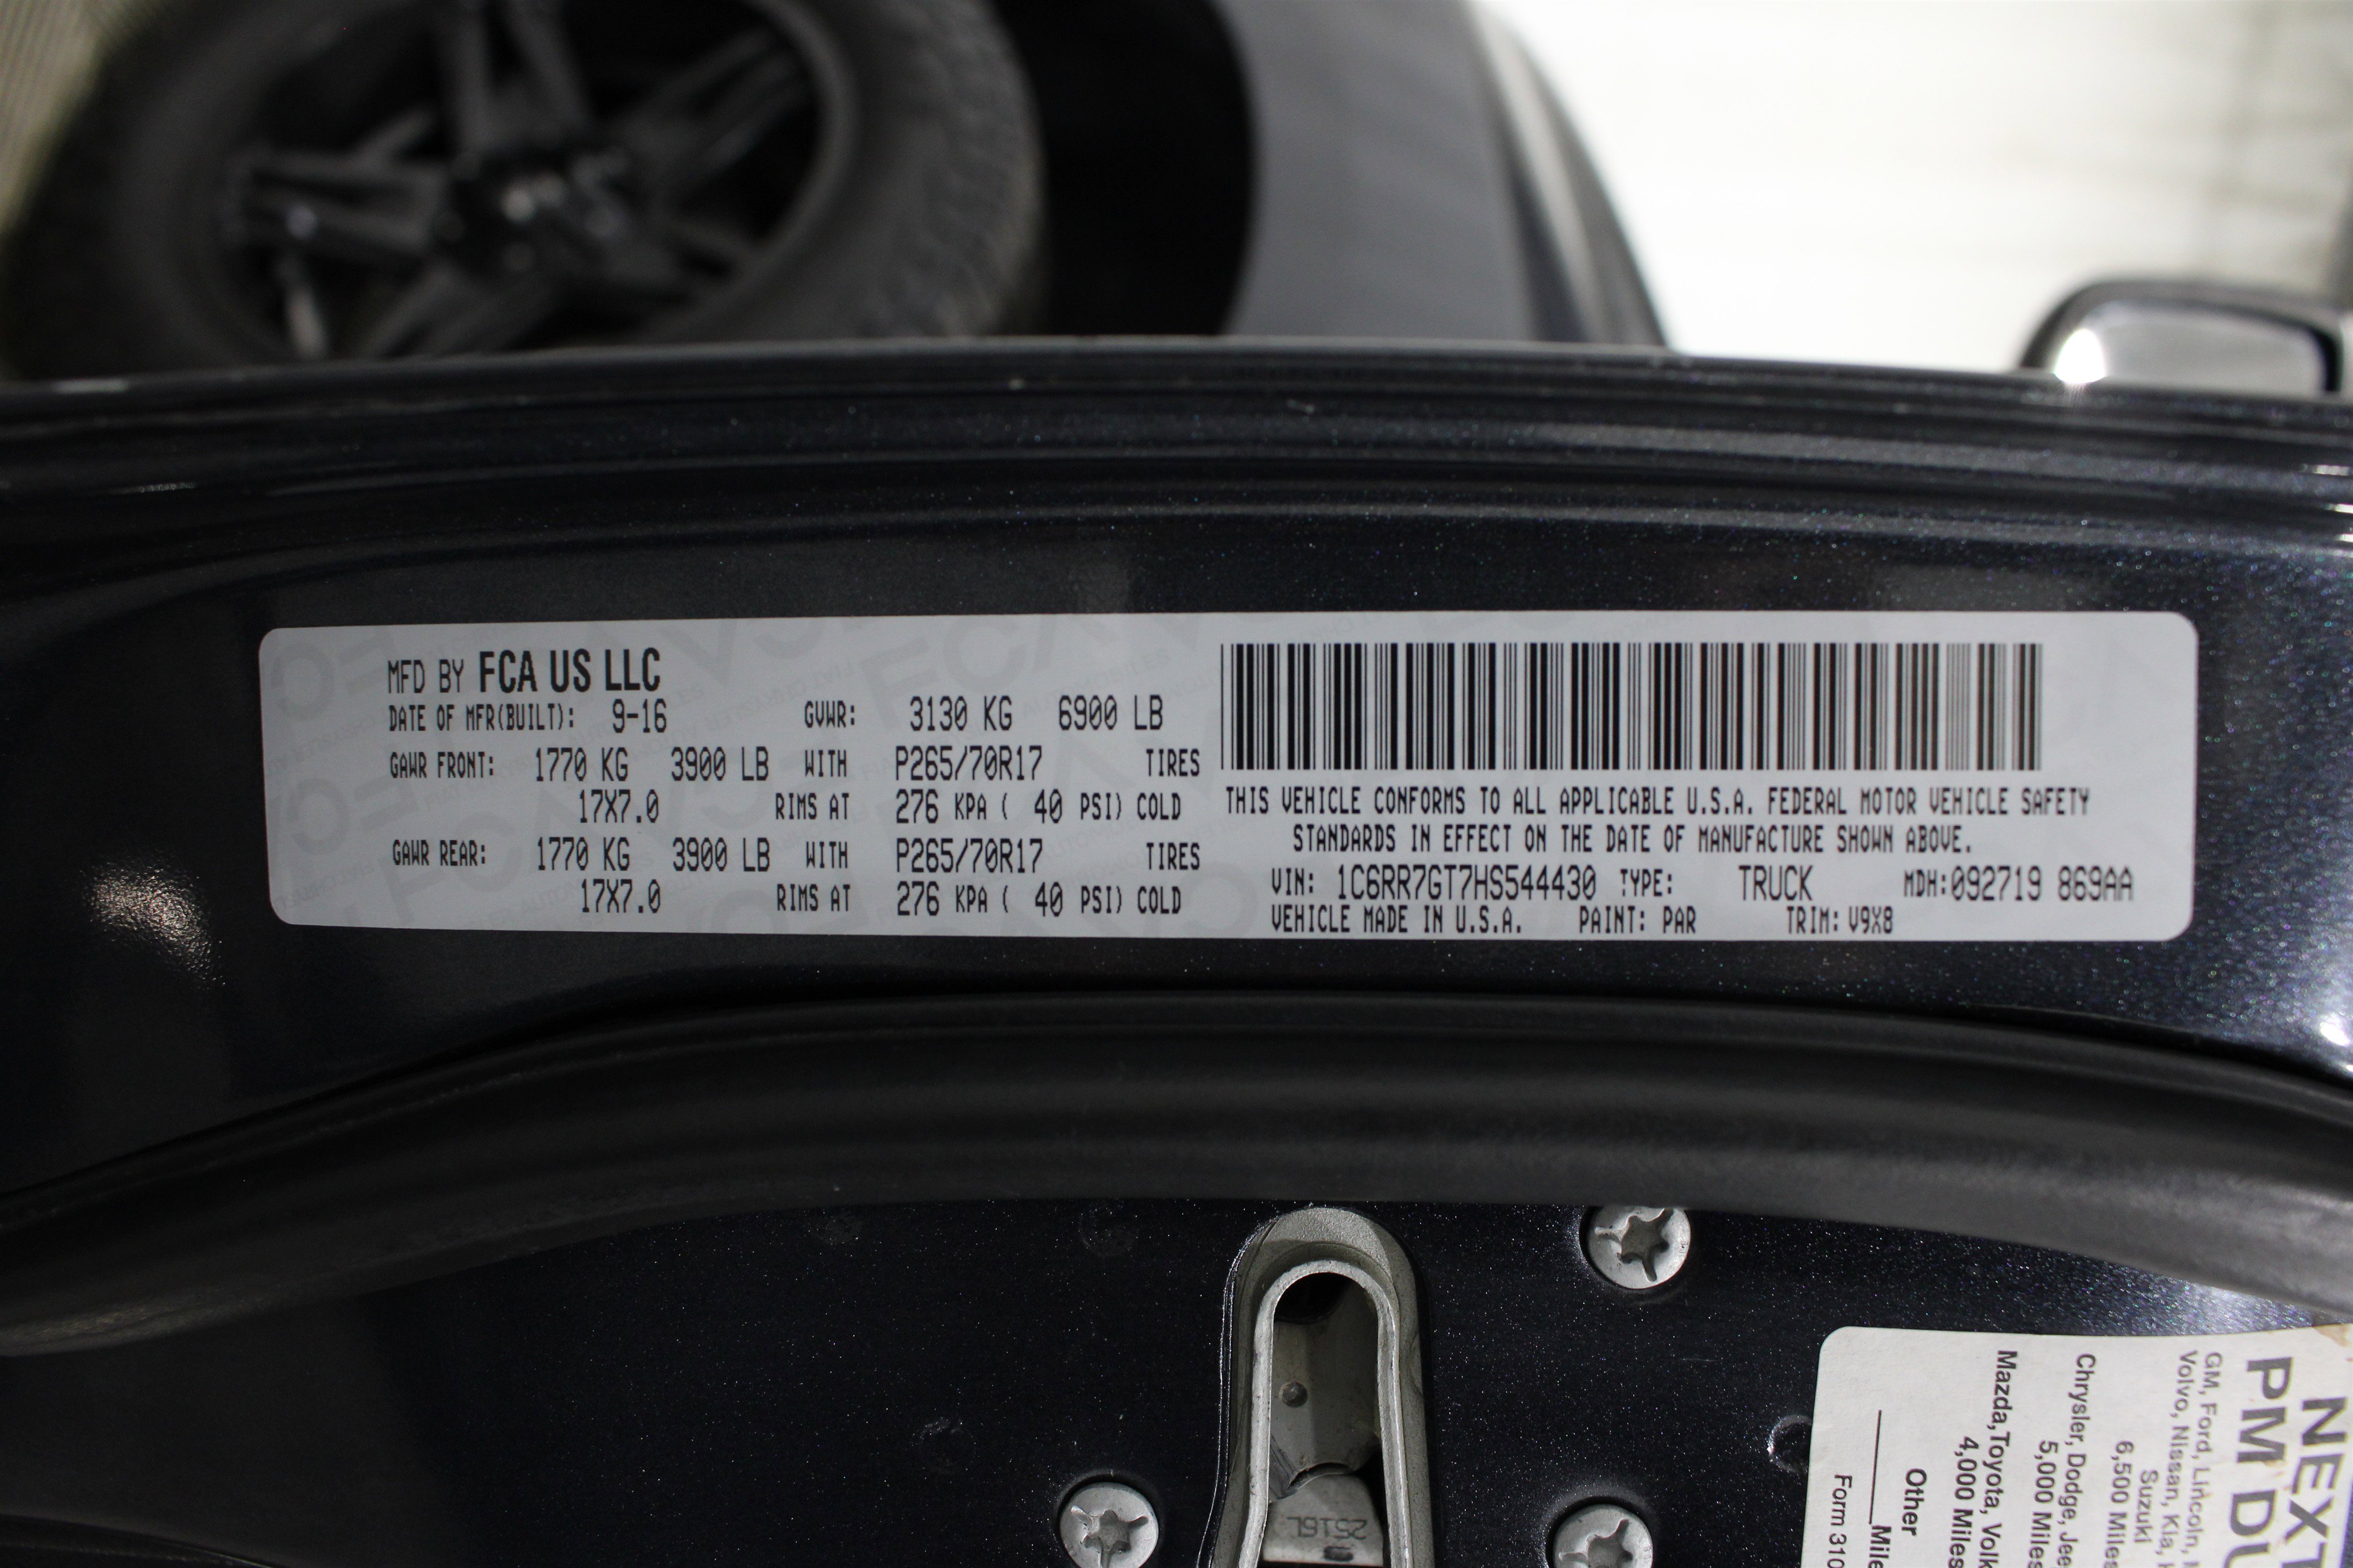 MFD BY FCA US LLC
DATE OF MFR(BUILT): 9-16 GVWR: 3130 KG 6900 LB
GAWR FRONT: 1770 KG 3900 LB WITH P265/70R17 TIRES
17X7.0 RIMS AT 276 KPA ( 40 PSI) COLD
GAWR REAR: 1770 KG 3900 LB WITH P265/70R17 TIRES
17X7.0 RIMS AT 276 KPA ( 40 PSI) COLD
THIS VEHICLE CONFORMS TO ALL APPLICABLE U.S.A. FEDERAL MOTOR VEHICLE SAFETY
STANDARDS IN EFFECT ON THE DATE OF MANUFACTURE SHOWN ABOVE.
VIN: 1C6RR7GT7HS544430 TYPE: TRUCK MDH:092719 869AA
VEHICLE MADE IN U.S.A. PAINT: PAR TRIM: V9X8
2516L
NEXT
PM DU
GM, Ford, Lincoln,
Volvo, Nissan, Kia,
Suzuki
6,500 Miles
Chrysler, Dodge, Jee
5,000 Miles
Mazda, Toyota, Volk
4,000 Miles
Other
Mile
Form 310